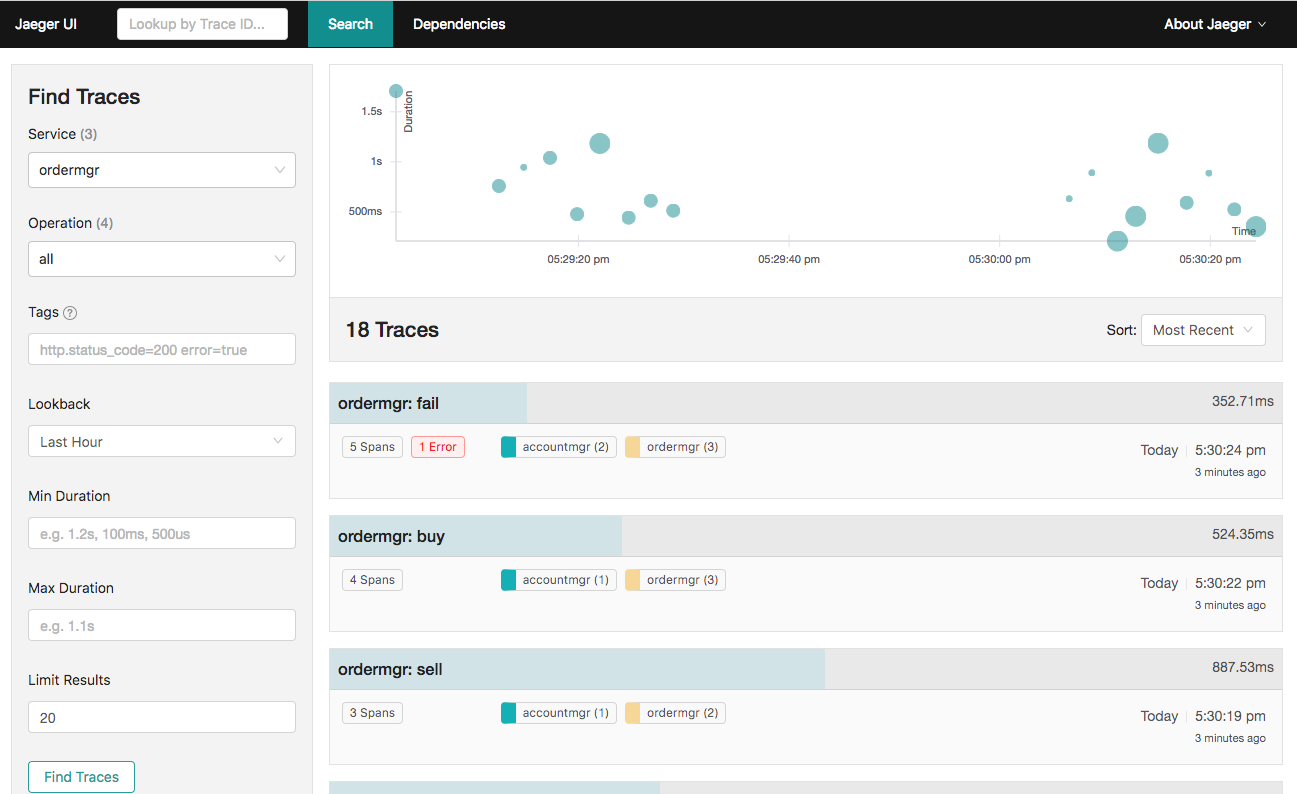 Jaeger UI Lookup by Trace ID... Search Dependencies About Jaeger
Find Traces
Service (3)
ordermgr
Operation (4)
all
Tags ?
http.status_code=200 error=true
Lookback
Last Hour
Min Duration
e.g. 1.2s, 100ms, 500us
Max Duration
e.g. 1.1s
Limit Results
20
Find Traces
Duration
1.5s
1s
500ms
Time
05:29:20 pm 05:29:40 pm 05:30:00 pm 05:30:20 pm
18 Traces Sort: Most Recent
ordermgr: fail 352.71ms
5 Spans 1 Error accountmgr (2) ordermgr (3) Today 5:30:24 pm
3 minutes ago
ordermgr: buy 524.35ms
4 Spans accountmgr (1) ordermgr (3) Today 5:30:22 pm
3 minutes ago
ordermgr: sell 887.53ms
3 Spans accountmgr (1) ordermgr (2) Today 5:30:19 pm
3 minutes ago